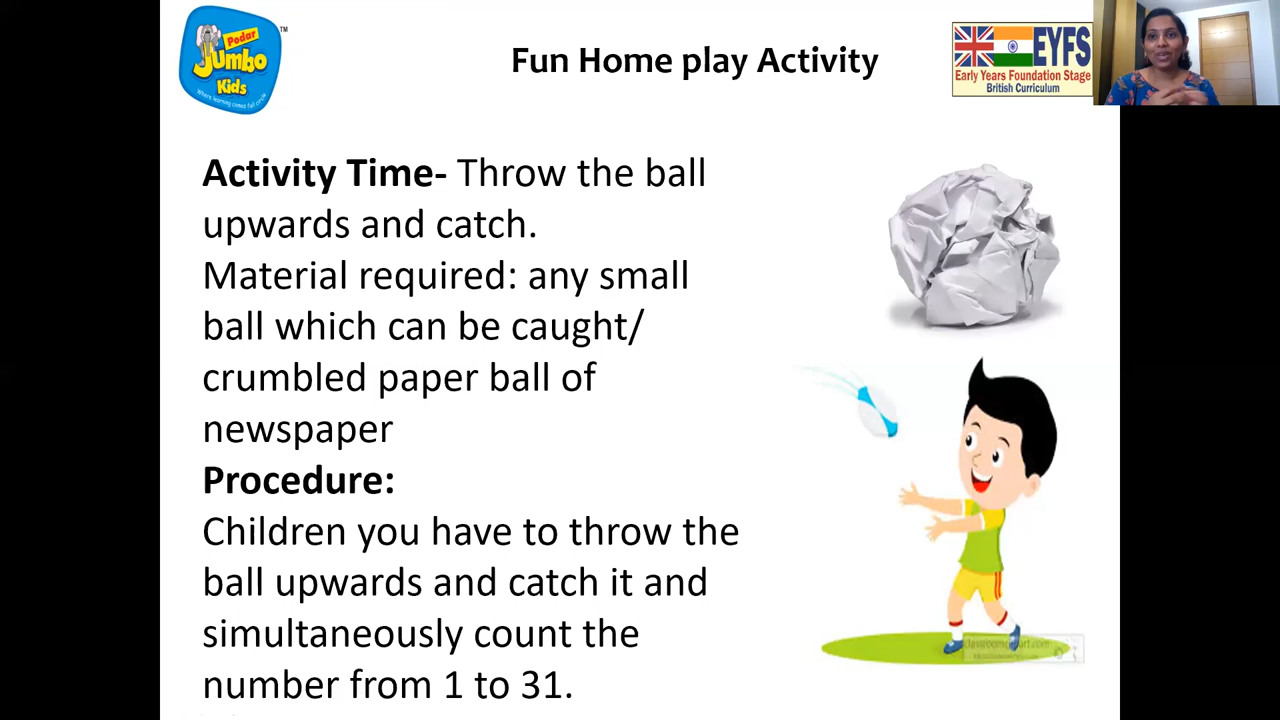 Podar
Jumbo
Kids
Where learning comes full circle
TM
Fun Home play Activity
EYFS
Early Years Foundation Stage
British Curriculum
Activity Time- Throw the ball
upwards and catch.
Material required: any small
ball which can be caught/
crumbled paper ball of
newspaper
Procedure:
Children you have to throw the
ball upwards and catch it and
simultaneously count the
number from 1 to 31.